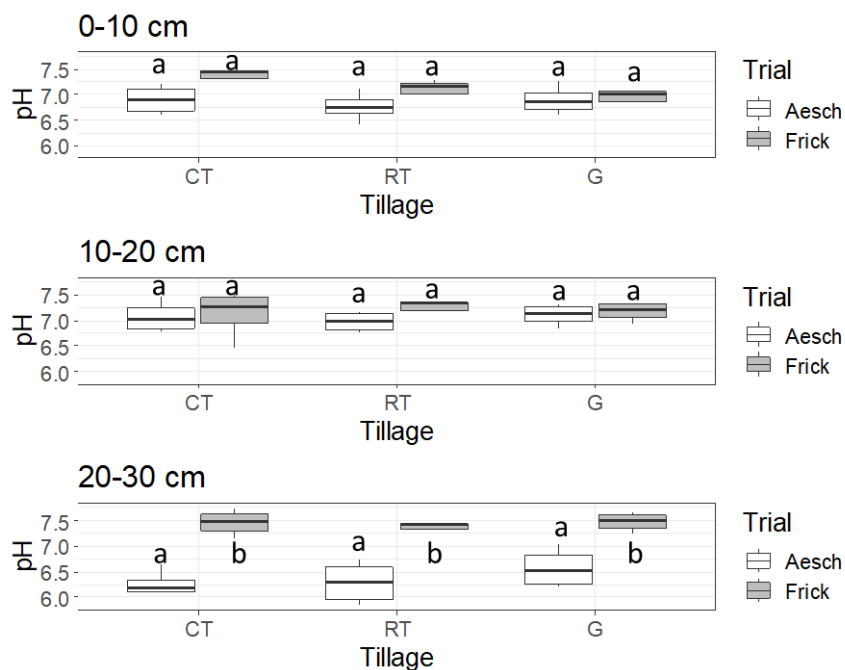 0-10 cm
a a a a a a
7.5
7.0
6.5
6.0
pH
CT RT G
Tillage
Trial
Aesch
Frick
10-20 cm
a a a a a a
7.5
7.0
6.5
6.0
pH
CT RT G
Tillage
Trial
Aesch
Frick
20-30 cm
a b a b a b
7.5
7.0
6.5
6.0
pH
CT RT G
Tillage
Trial
Aesch
Frick